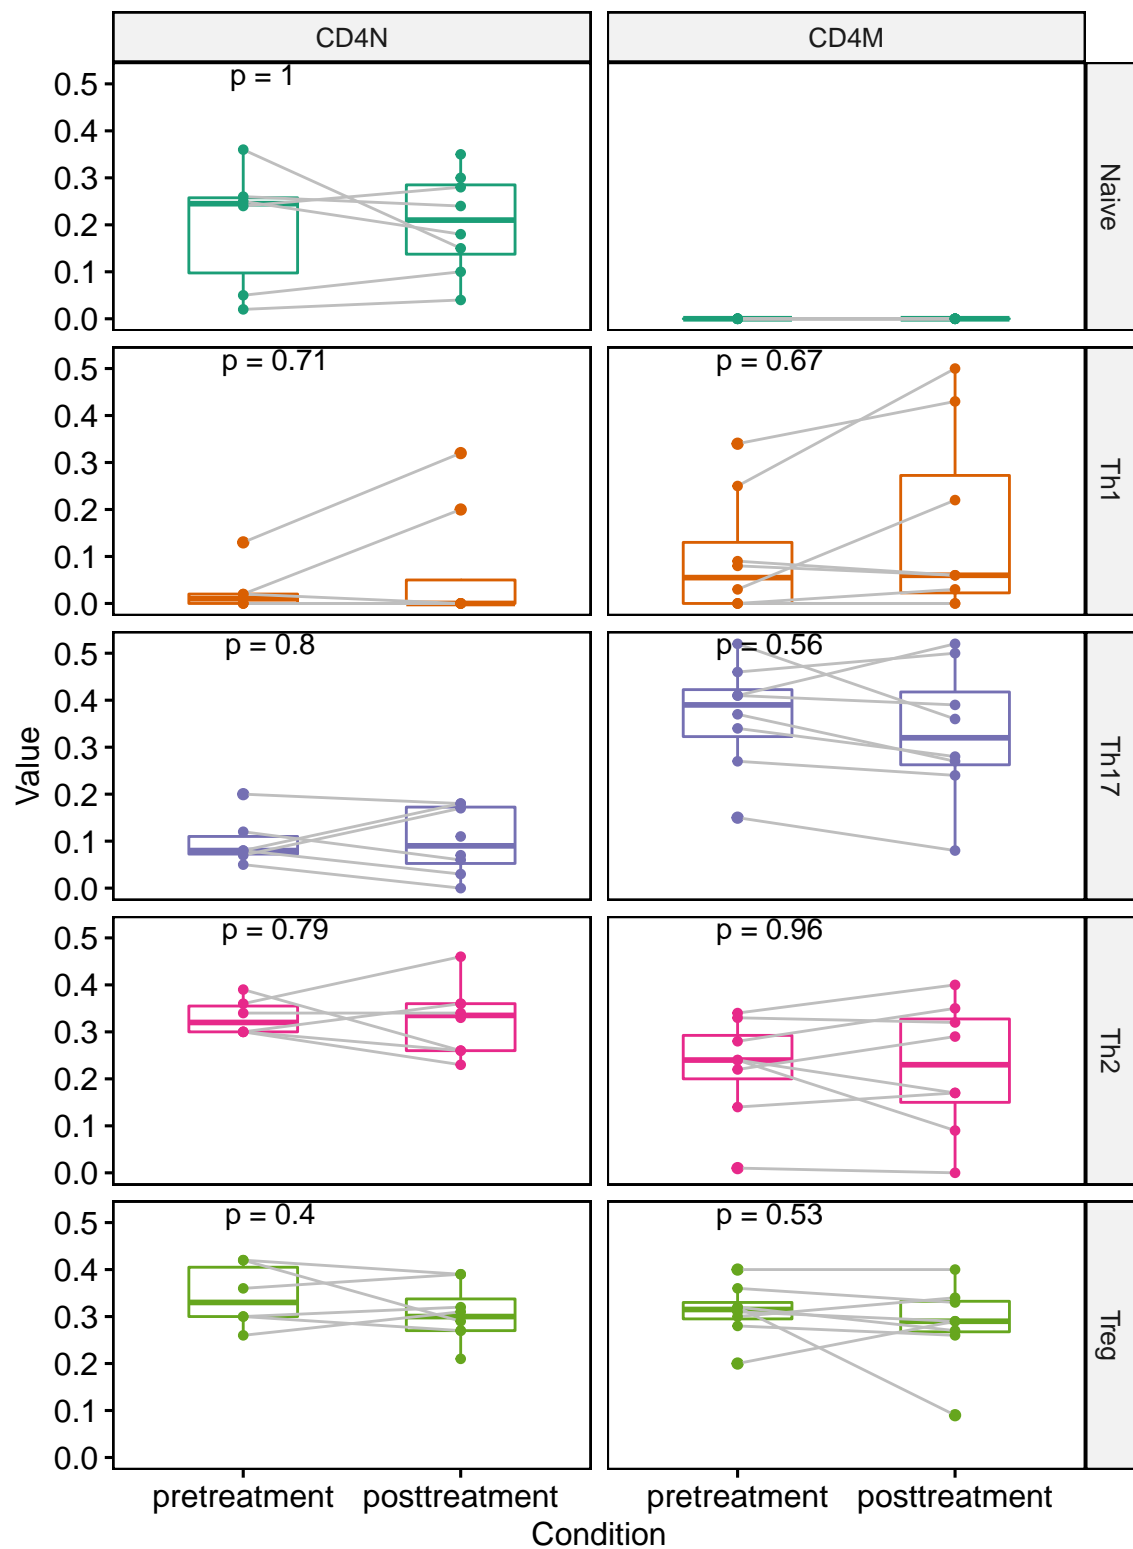 CD4N
CD4M
p = 1
0.5
0.4
0.3
0.2
0.1
0.0
Naive
p = 0.71
p = 0.67
0.5
0.4
0.3
0.2
0.1
0.0
Th1
p = 0.8
p = 0.56
0.5
0.4
0.3
0.2
0.1
0.0
Th17
Value
p = 0.79
p = 0.96
0.5
0.4
0.3
0.2
0.1
0.0
Th2
p = 0.4
p = 0.53
0.5
0.4
0.3
0.2
0.1
0.0
Treg
pretreatment posttreatment
pretreatment posttreatment
Condition